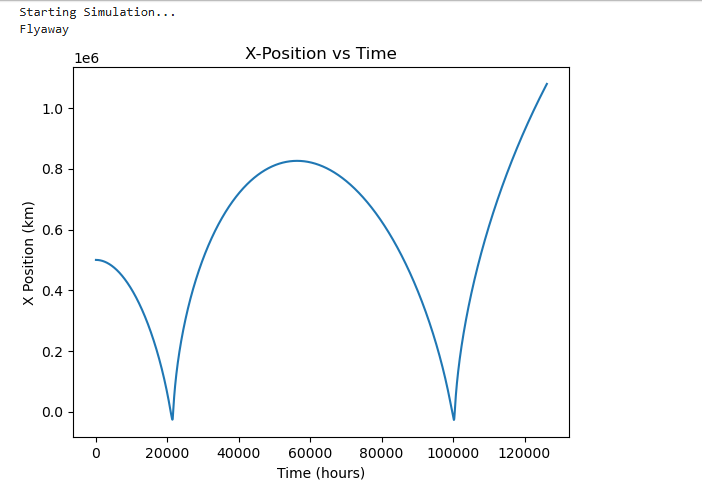 Starting Simulation...
Flyaway
X-Position vs Time
1e6
1.0
0.8
0.6
0.4
0.2
0.0
X Position (km)
0 20000 40000 60000 80000 100000 120000
Time (hours)